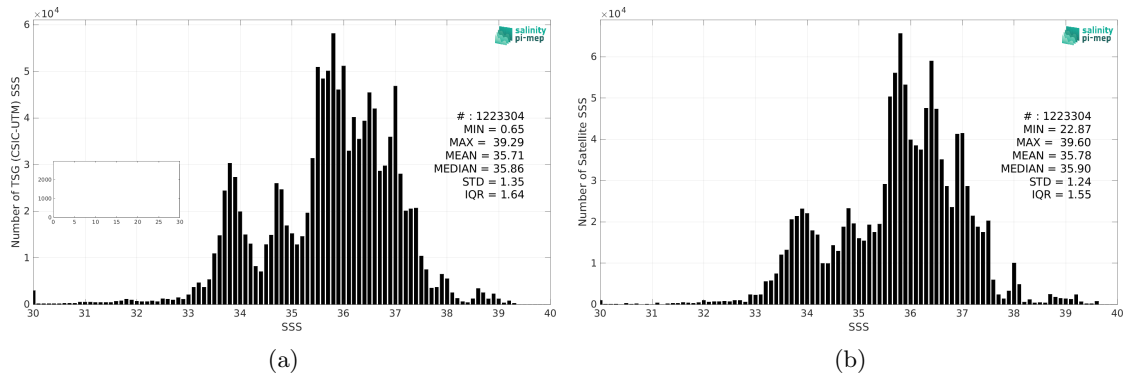 ×10⁴
6
5
4
3
2
1
0
Number of TSG (CSIC-UTM) SSS
salinity
pi-mep
# : 1223304
MIN = 0.65
MAX = 39.29
MEAN = 35.71
MEDIAN = 35.86
STD = 1.35
IQR = 1.64
2000
1000
0
0 5 10 15 20 25 30
30 31 32 33 34 35 36 37 38 39 40
SSS
(a)
×10⁴
6
5
4
3
2
1
0
Number of Satellite SSS
salinity
pi-mep
# : 1223304
MIN = 22.87
MAX = 39.60
MEAN = 35.78
MEDIAN = 35.90
STD = 1.24
IQR = 1.55
30 31 32 33 34 35 36 37 38 39 40
SSS
(b)